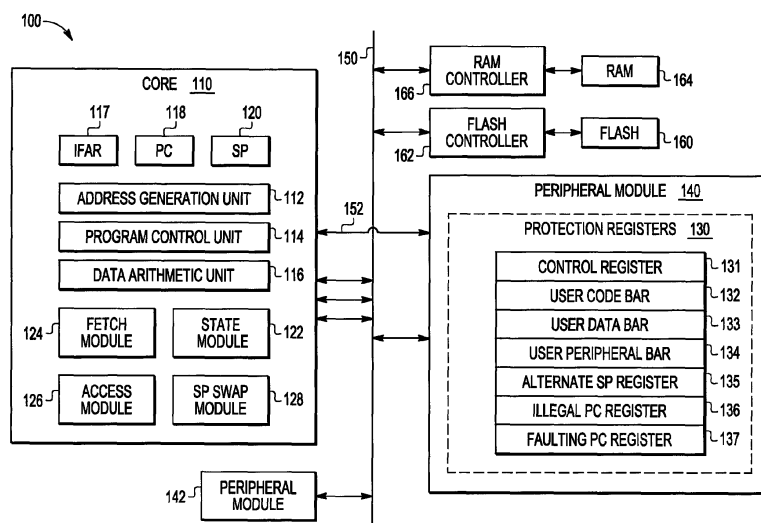 100
CORE 110
117
118
120
IFAR
PC
SP
ADDRESS GENERATION UNIT
112
PROGRAM CONTROL UNIT
114
DATA ARITHMETIC UNIT
116
124
FETCH
MODULE
STATE
MODULE
122
126
ACCESS
MODULE
SP SWAP
MODULE
128
142
PERIPHERAL
MODULE
150
152
RAM
CONTROLLER
166
RAM
164
FLASH
CONTROLLER
162
FLASH
160
PERIPHERAL MODULE 140
PROTECTION REGISTERS 130
CONTROL REGISTER
131
USER CODE BAR
132
USER DATA BAR
133
USER PERIPHERAL BAR
134
ALTERNATE SP REGISTER
135
ILLEGAL PC REGISTER
136
FAULTING PC REGISTER
137